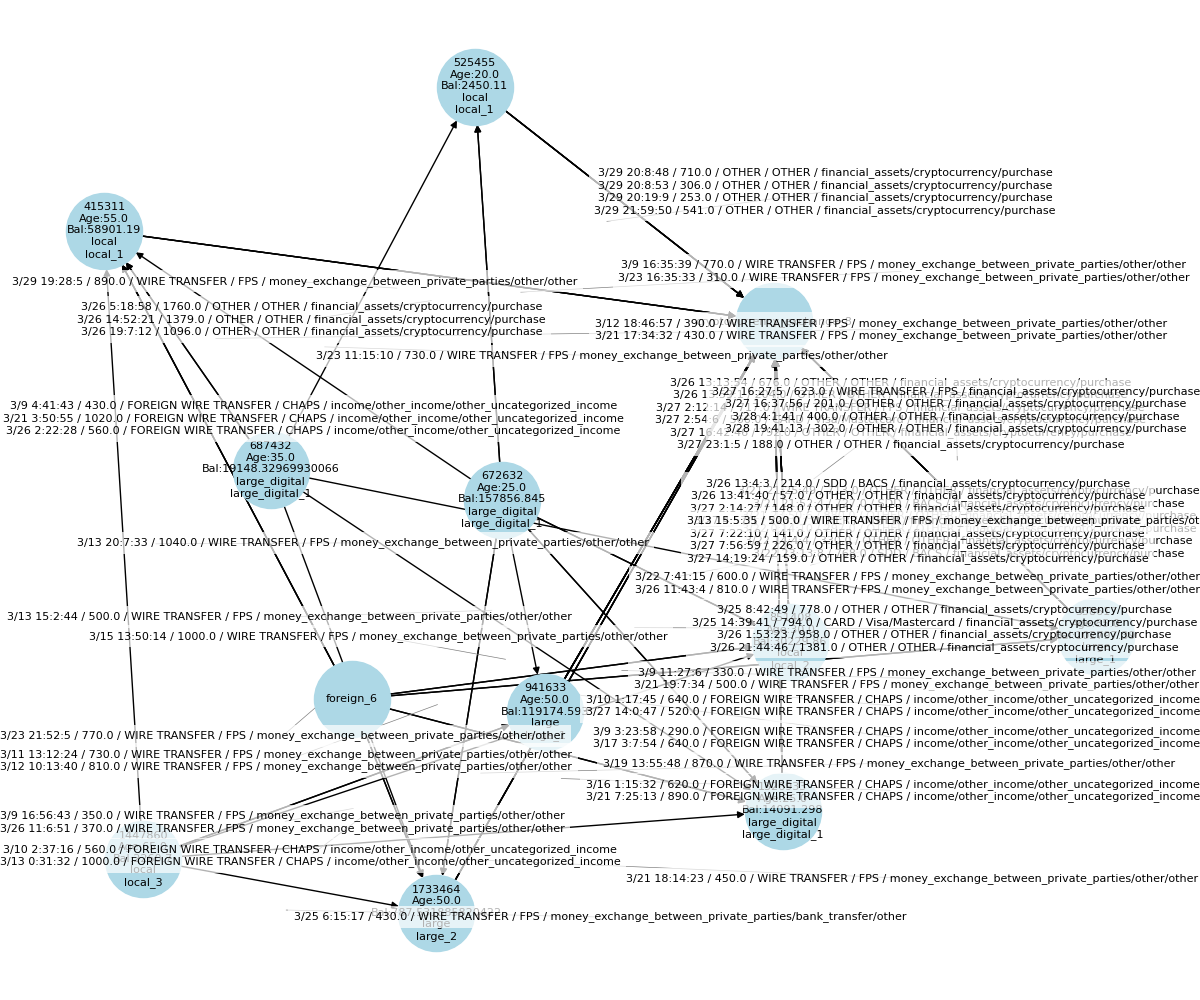 525455
Age:20.0
Bal:2450.11
local
local_1
3/29 20:8:48 / 710.0 / OTHER / OTHER / financial_assets/cryptocurrency/purchase
3/29 20:8:53 / 306.0 / OTHER / OTHER / financial_assets/cryptocurrency/purchase
3/29 20:19:9 / 253.0 / OTHER / OTHER / financial_assets/cryptocurrency/purchase
3/29 21:59:50 / 541.0 / OTHER / OTHER / financial_assets/cryptocurrency/purchase
415311
Age:55.0
Bal:58901.19
local
local_1
3/9 16:35:39 / 770.0 / WIRE TRANSFER / FPS / money_exchange_between_private_parties/other/other
3/23 16:35:33 / 310.0 / WIRE TRANSFER / FPS / money_exchange_between_private_parties/other/other
3/29 19:28:5 / 890.0 / WIRE TRANSFER / FPS / money_exchange_between_private_parties/other/other
3/26 5:18:58 / 1760.0 / OTHER / OTHER / financial_assets/cryptocurrency/purchase
3/26 14:52:21 / 1379.0 / OTHER / OTHER / financial_assets/cryptocurrency/purchase
3/26 19:7:12 / 1096.0 / OTHER / OTHER / financial_assets/cryptocurrency/purchase
3/12 18:46:57 / 390.0 / WIRE TRANSFER / FPS / money_exchange_between_private_parties/other/other
3/21 17:34:32 / 430.0 / WIRE TRANSFER / FPS / money_exchange_between_private_parties/other/other
3/23 11:15:10 / 730.0 / WIRE TRANSFER / FPS / money_exchange_between_private_parties/other/other
3/26 13:13:54 / 676.0 / OTHER / OTHER / financial_assets/cryptocurrency/purchase
3/27 16:27:5 / 623.0 / WIRE TRANSFER / FPS / financial_assets/cryptocurrency/purchase
3/27 16:37:56 / 201.0 / OTHER / OTHER / financial_assets/cryptocurrency/purchase
3/28 4:1:41 / 400.0 / OTHER / OTHER / financial_assets/cryptocurrency/purchase
3/28 19:41:13 / 302.0 / OTHER / OTHER / financial_assets/cryptocurrency/purchase
3/27 23:1:5 / 188.0 / OTHER / OTHER / financial_assets/cryptocurrency/purchase
3/9 4:41:43 / 430.0 / FOREIGN WIRE TRANSFER / CHAPS / income/other_income/other_uncategorized_income
3/21 3:50:55 / 1020.0 / FOREIGN WIRE TRANSFER / CHAPS / income/other_income/other_uncategorized_income
3/26 2:22:28 / 560.0 / FOREIGN WIRE TRANSFER / CHAPS / income/other_income/other_uncategorized_income
687432
Age:35.0
Bal:19148.32969930066
large_digital
large_digital_1
672632
Age:25.0
Bal:157856.845
large_digital
large_digital_1
3/26 13:4:3 / 214.0 / SDD / BACS / financial_assets/cryptocurrency/purchase
3/26 13:41:40 / 57.0 / OTHER / OTHER / financial_assets/cryptocurrency/purchase
3/27 2:14:27 / 148.0 / OTHER / OTHER / financial_assets/cryptocurrency/purchase
3/13 15:5:35 / 500.0 / WIRE TRANSFER / FPS / money_exchange_between_private_parties/ot
3/27 7:22:10 / 141.0 / OTHER / OTHER / financial_assets/cryptocurrency/purchase
3/27 7:56:59 / 226.0 / OTHER / OTHER / financial_assets/cryptocurrency/purchase
3/27 14:19:24 / 159.0 / OTHER / OTHER / financial_assets/cryptocurrency/purchase
3/13 20:7:33 / 1040.0 / WIRE TRANSFER / FPS / money_exchange_between_private_parties/other/other
3/22 7:41:15 / 600.0 / WIRE TRANSFER / FPS / money_exchange_between_private_parties/other/other
3/26 11:43:4 / 810.0 / WIRE TRANSFER / FPS / money_exchange_between_private_parties/other/other
3/25 8:42:49 / 778.0 / OTHER / OTHER / financial_assets/cryptocurrency/purchase
3/25 14:39:41 / 794.0 / CARD / Visa/Mastercard / financial_assets/cryptocurrency/purchase
3/26 1:53:23 / 958.0 / OTHER / OTHER / financial_assets/cryptocurrency/purchase
3/26 21:44:46 / 1381.0 / OTHER / OTHER / financial_assets/cryptocurrency/purchase
local
local_2
large_1
3/13 15:2:44 / 500.0 / WIRE TRANSFER / FPS / money_exchange_between_private_parties/other/other
3/15 13:50:14 / 1000.0 / WIRE TRANSFER / FPS / money_exchange_between_private_parties/other/other
3/9 11:27:6 / 330.0 / WIRE TRANSFER / FPS / money_exchange_between_private_parties/other/other
3/21 19:7:34 / 500.0 / WIRE TRANSFER / FPS / money_exchange_between_private_parties/other/other
foreign_6
941633
Age:50.0
Bal:119174.59
large
3/10 1:17:45 / 640.0 / FOREIGN WIRE TRANSFER / CHAPS / income/other_income/other_uncategorized_income
3/27 14:0:47 / 520.0 / FOREIGN WIRE TRANSFER / CHAPS / income/other_income/other_uncategorized_income
3/9 3:23:58 / 290.0 / FOREIGN WIRE TRANSFER / CHAPS / income/other_income/other_uncategorized_income
3/17 3:7:54 / 640.0 / FOREIGN WIRE TRANSFER / CHAPS / income/other_income/other_uncategorized_income
3/23 21:52:5 / 770.0 / WIRE TRANSFER / FPS / money_exchange_between_private_parties/other/other
3/11 13:12:24 / 730.0 / WIRE TRANSFER / FPS / money_exchange_between_private_parties/other/other
3/12 10:13:40 / 810.0 / WIRE TRANSFER / FPS / money_exchange_between_private_parties/other/other
3/19 13:55:48 / 870.0 / WIRE TRANSFER / FPS / money_exchange_between_private_parties/other/other
3/16 1:15:32 / 620.0 / FOREIGN WIRE TRANSFER / CHAPS / income/other_income/other_uncategorized_income
3/21 7:25:13 / 890.0 / FOREIGN WIRE TRANSFER / CHAPS / income/other_income/other_uncategorized_income
Bal:14091.298
large_digital
large_digital_1
3/9 16:56:43 / 350.0 / WIRE TRANSFER / FPS / money_exchange_between_private_parties/other/other
3/26 11:6:51 / 370.0 / WIRE TRANSFER / FPS / money_exchange_between_private_parties/other/other
1447860
3/10 2:37:16 / 560.0 / FOREIGN WIRE TRANSFER / CHAPS / income/other_income/other_uncategorized_income
3/13 0:31:32 / 1000.0 / FOREIGN WIRE TRANSFER / CHAPS / income/other_income/other_uncategorized_income
local
local_3
3/21 18:14:23 / 450.0 / WIRE TRANSFER / FPS / money_exchange_between_private_parties/other/other
1733464
Age:50.0
3/25 6:15:17 / 430.0 / WIRE TRANSFER / FPS / money_exchange_between_private_parties/bank_transfer/other
large
large_2